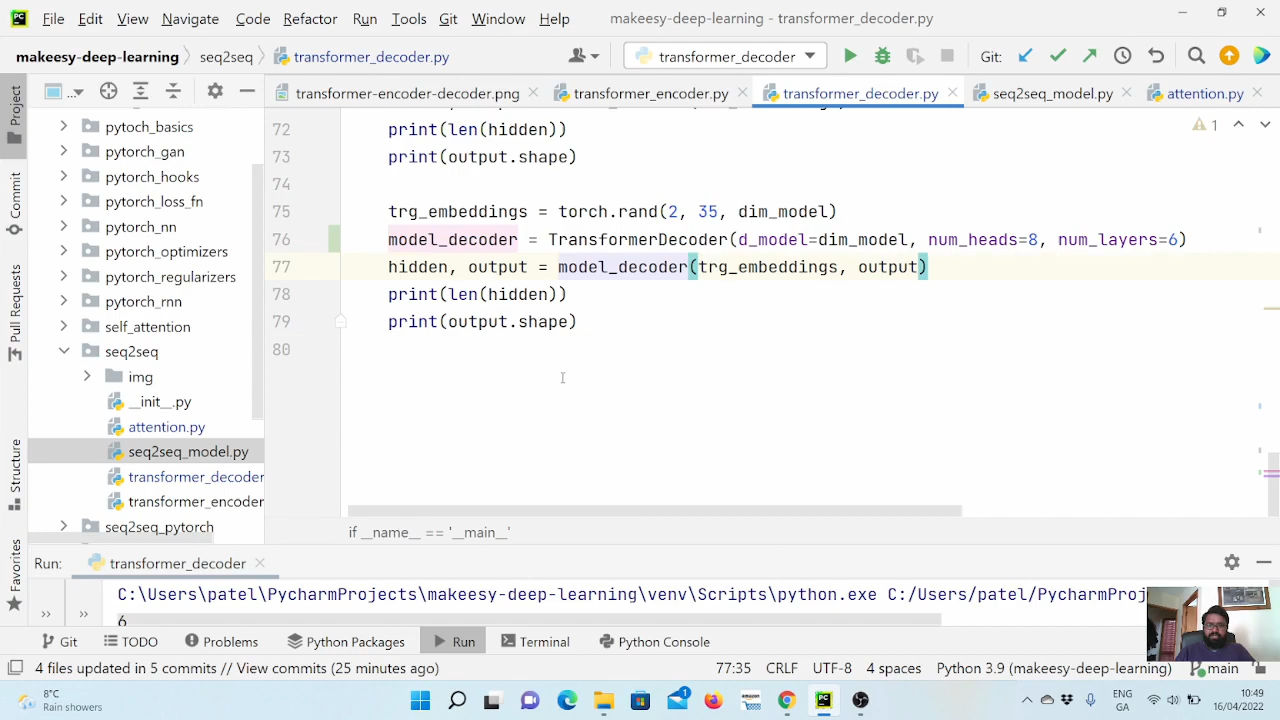 File Edit View Navigate Code Refactor Run Tools Git Window Help makeesy-deep-learning - transformer_decoder.py
makeesy-deep-learning seq2seq transformer_decoder.py transformer_decoder Git:
... transformer-encoder-decoder.png transformer_encoder.py transformer_decoder.py seq2seq_model.py attention.py
Project
Commit
Pull Requests
Structure
Favorites
pytoch_basics
pytorch_gan
pytorch_hooks
pytorch_loss_fn
pytorch_nn
pytorch_optimizers
pytorch_regularizers
pytorch_rnn
self_attention
seq2seq
img
__init__.py
attention.py
seq2seq_model.py
transformer_decoder
transformer_encoder
seq2seq_pytorch
1
72 print(len(hidden))
73 print(output.shape)
74
75 trg_embeddings = torch.rand(2, 35, dim_model)
76 model_decoder = TransformerDecoder(d_model=dim_model, num_heads=8, num_layers=6)
77 hidden, output = model_decoder(trg_embeddings, output)
78 print(len(hidden))
79 print(output.shape)
80
if __name__ == '__main__'
Run: transformer_decoder
C:\Users\patel\PycharmProjects\makeesy-deep-learning\venv\Scripts\python.exe C:/Users/patel/PycharmProj
6
Git TODO Problems Python Packages Run Terminal Python Console
4 files updated in 5 commits // View commits (25 minutes ago) 77:35 CRLF UTF-8 4 spaces Python 3.9 (makeesy-deep-learning) main
8°C
Rain showers
ENG
GA
10:49
16/04/2022